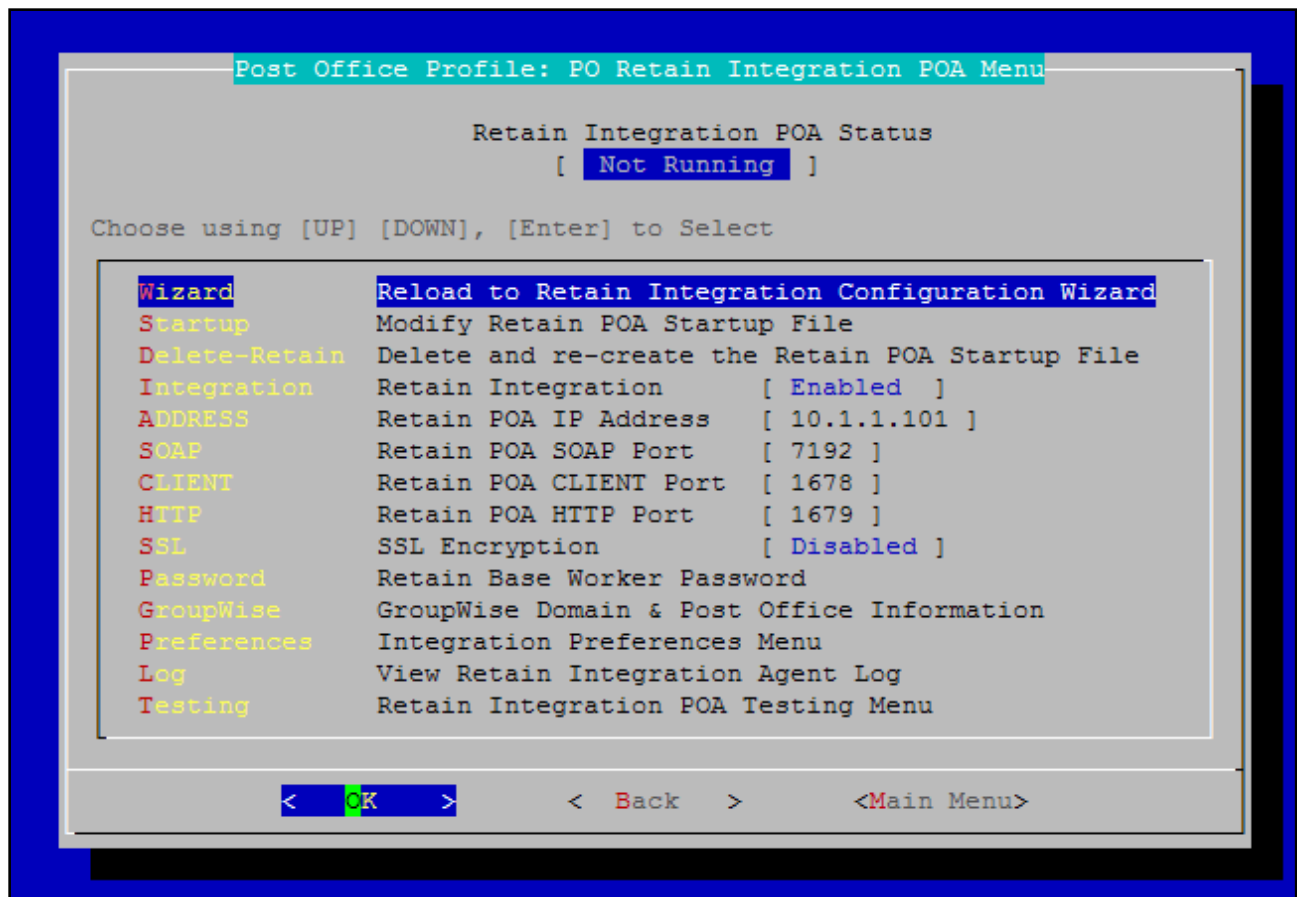 Post Office Profile: PO Retain Integration POA Menu
Retain Integration POA Status
[ Not Running ]
Choose using [UP] [DOWN], [Enter] to Select
Wizard Reload to Retain Integration Configuration Wizard
Startup Modify Retain POA Startup File
Delete-Retain Delete and re-create the Retain POA Startup File
Integration Retain Integration [ Enabled ]
ADDRESS Retain POA IP Address [ 10.1.1.101 ]
SOAP Retain POA SOAP Port [ 7192 ]
CLIENT Retain POA CLIENT Port [ 1678 ]
HTTP Retain POA HTTP Port [ 1679 ]
SSL SSL Encryption [ Disabled ]
Password Retain Base Worker Password
GroupWise GroupWise Domain & Post Office Information
Preferences Integration Preferences Menu
Log View Retain Integration Agent Log
Testing Retain Integration POA Testing Menu
< OK > < Back > <Main Menu>